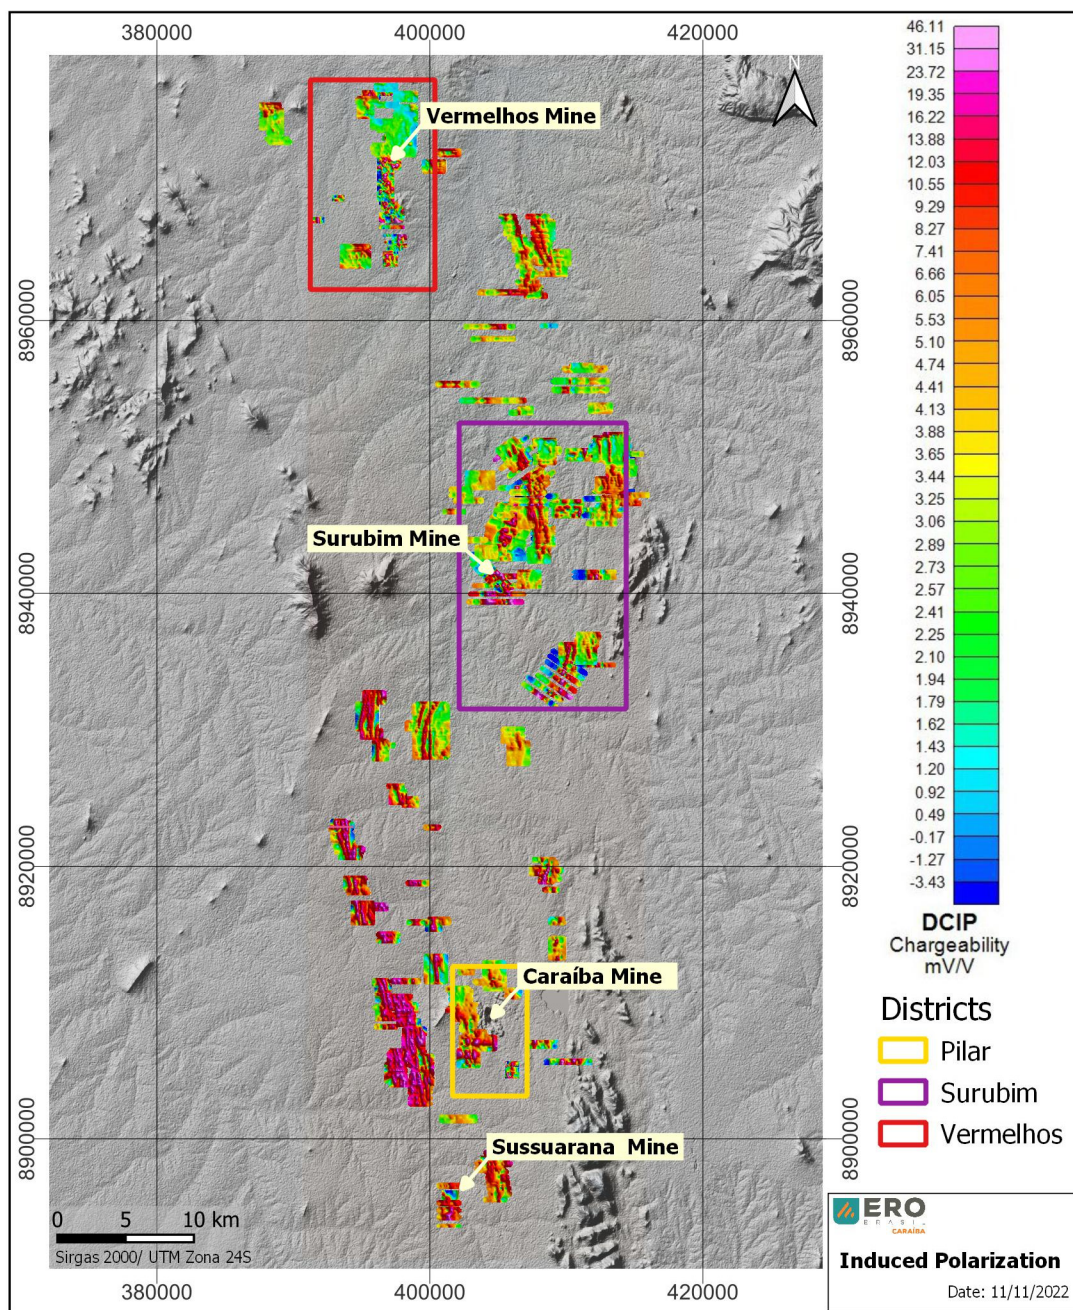 380000
400000
420000
N
Vermelhos Mine
8960000
8960000
Surubim Mine
8940000
8940000
8920000
8920000
Caraíba Mine
8900000
8900000
Sussuarana Mine
0 5 10 km
Sirgas 2000/ UTM Zona 24S
380000
400000
420000
46.11
31.15
23.72
19.35
16.22
13.88
12.03
10.55
9.29
8.27
7.41
6.66
6.05
5.53
5.10
4.74
4.41
4.13
3.88
3.65
3.44
3.25
3.06
2.89
2.73
2.57
2.41
2.25
2.10
1.94
1.79
1.62
1.43
1.20
0.92
0.49
-0.17
-1.27
-3.43
DCIP
Chargeability
mV/V
Districts
Pilar
Surubim
Vermelhos
ERO
BRASIL
CARAÍBA
Induced Polarization
Date: 11/11/2022